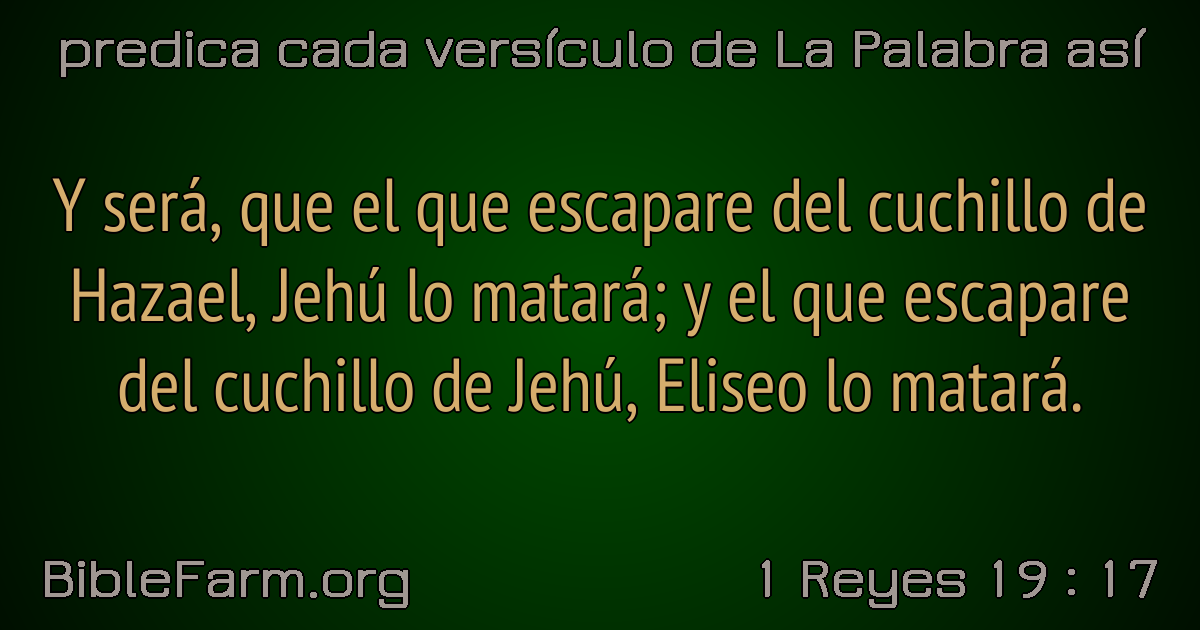 predica cada versículo de La Palabra así
Y será, que el que escapare del cuchillo de
Hazael, Jehú lo matará; y el que escapare
del cuchillo de Jehú, Eliseo lo matará.
BibleFarm.org
1 Reyes 19 : 17